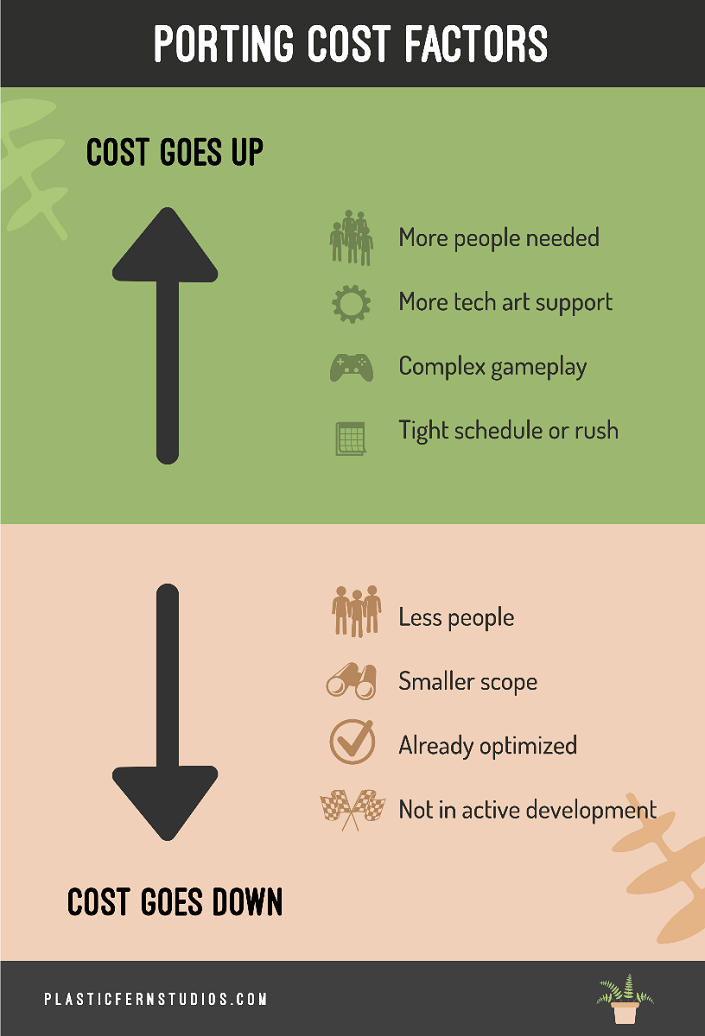 PORTING COST FACTORS
COST GOES UP
More people needed
More tech art support
Complex gameplay
Tight schedule or rush
Less people
Smaller scope
Already optimized
Not in active development
COST GOES DOWN
PLASTICFERNSTUDIOS.COM